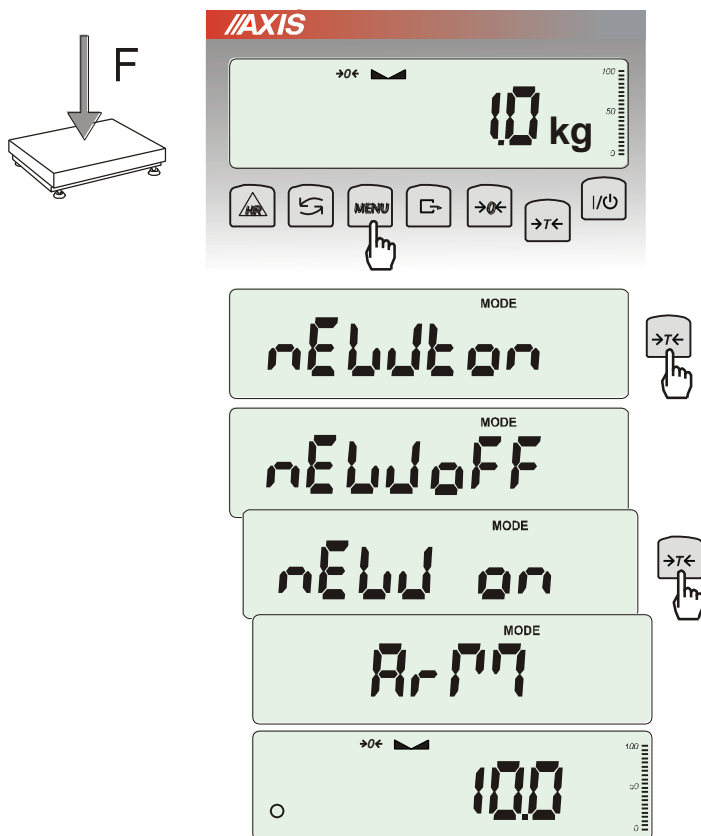 F
//AXIS
→0←
100
1.0 kg
50
0
HR MENU →0← →T← I/⏻
MODE
nEWton →T←
MODE
nEWoFF
MODE
nEW on →T←
MODE
ArM
→0←
100
10.0
50
0